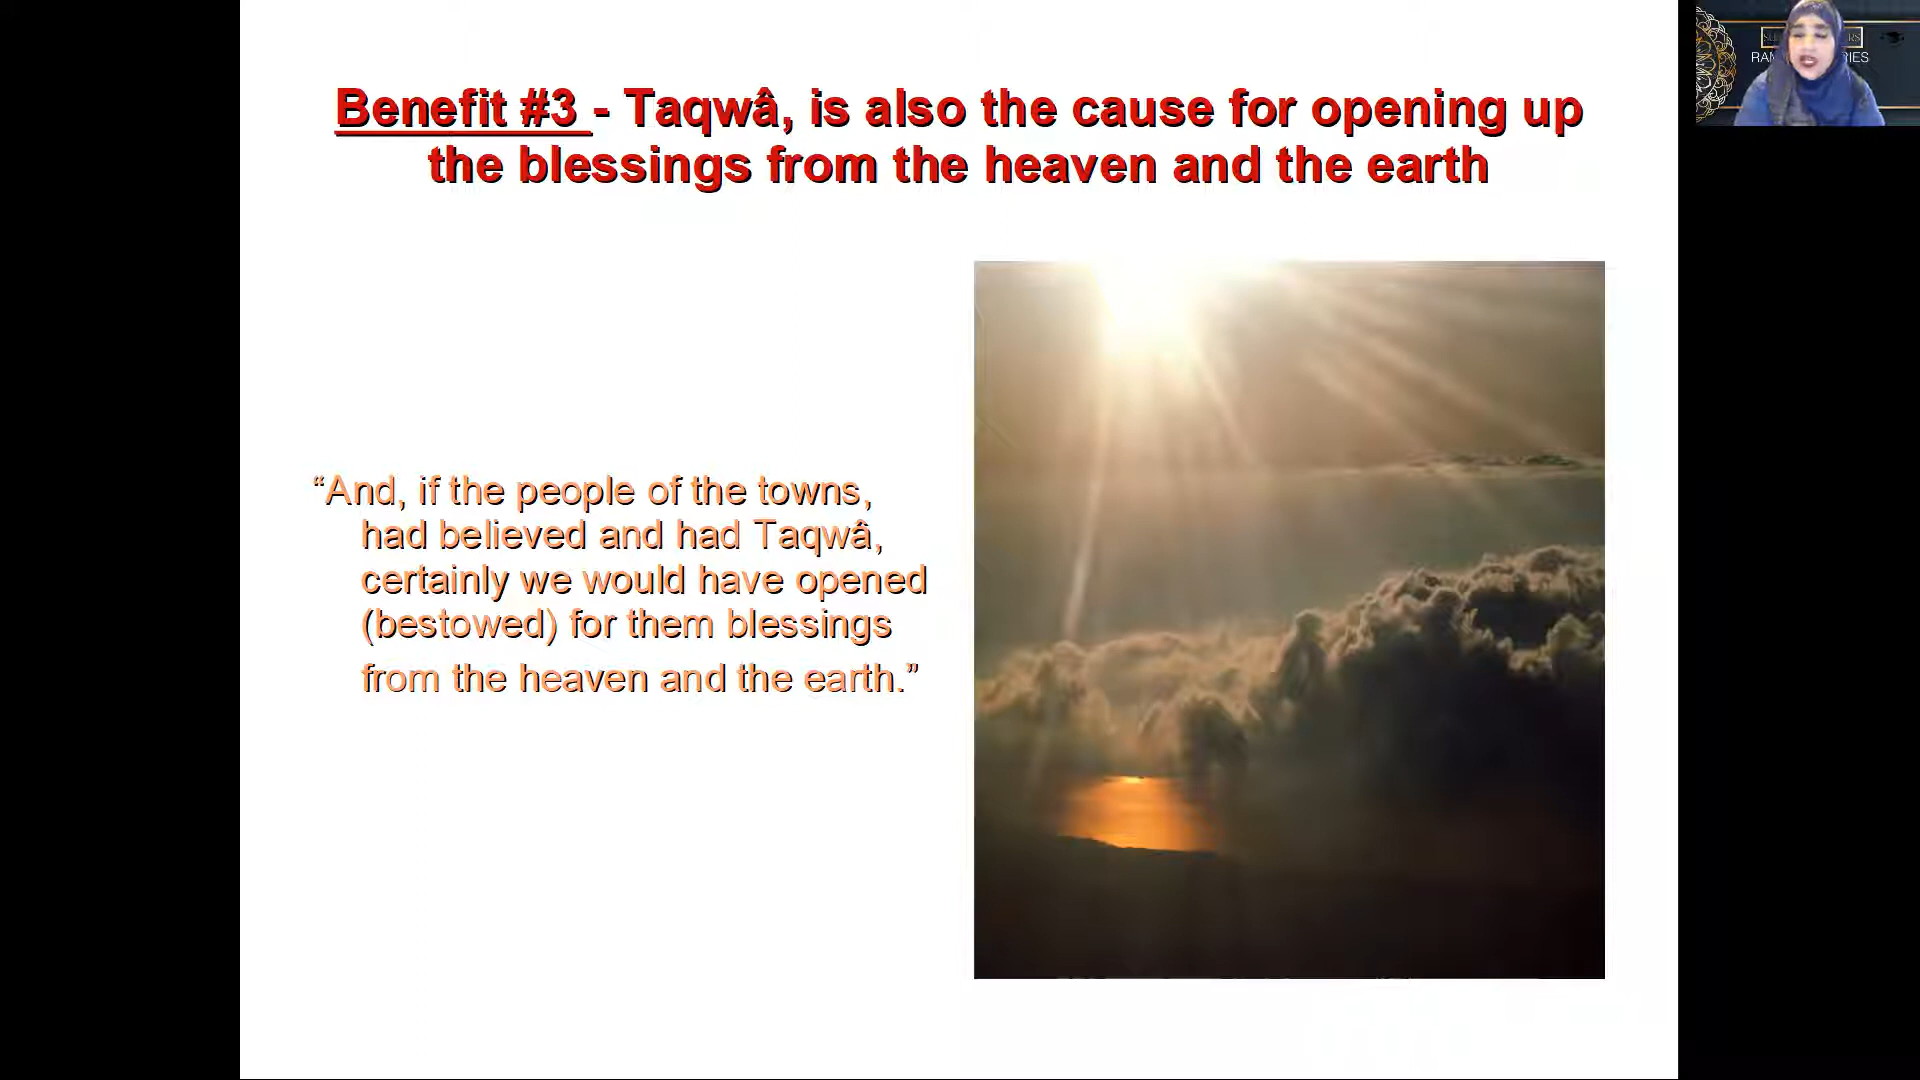 Benefit #3 - Taqwâ, is also the cause for opening up
the blessings from the heaven and the earth
“And, if the people of the towns,
had believed and had Taqwâ,
certainly we would have opened
(bestowed) for them blessings
from the heaven and the earth.”